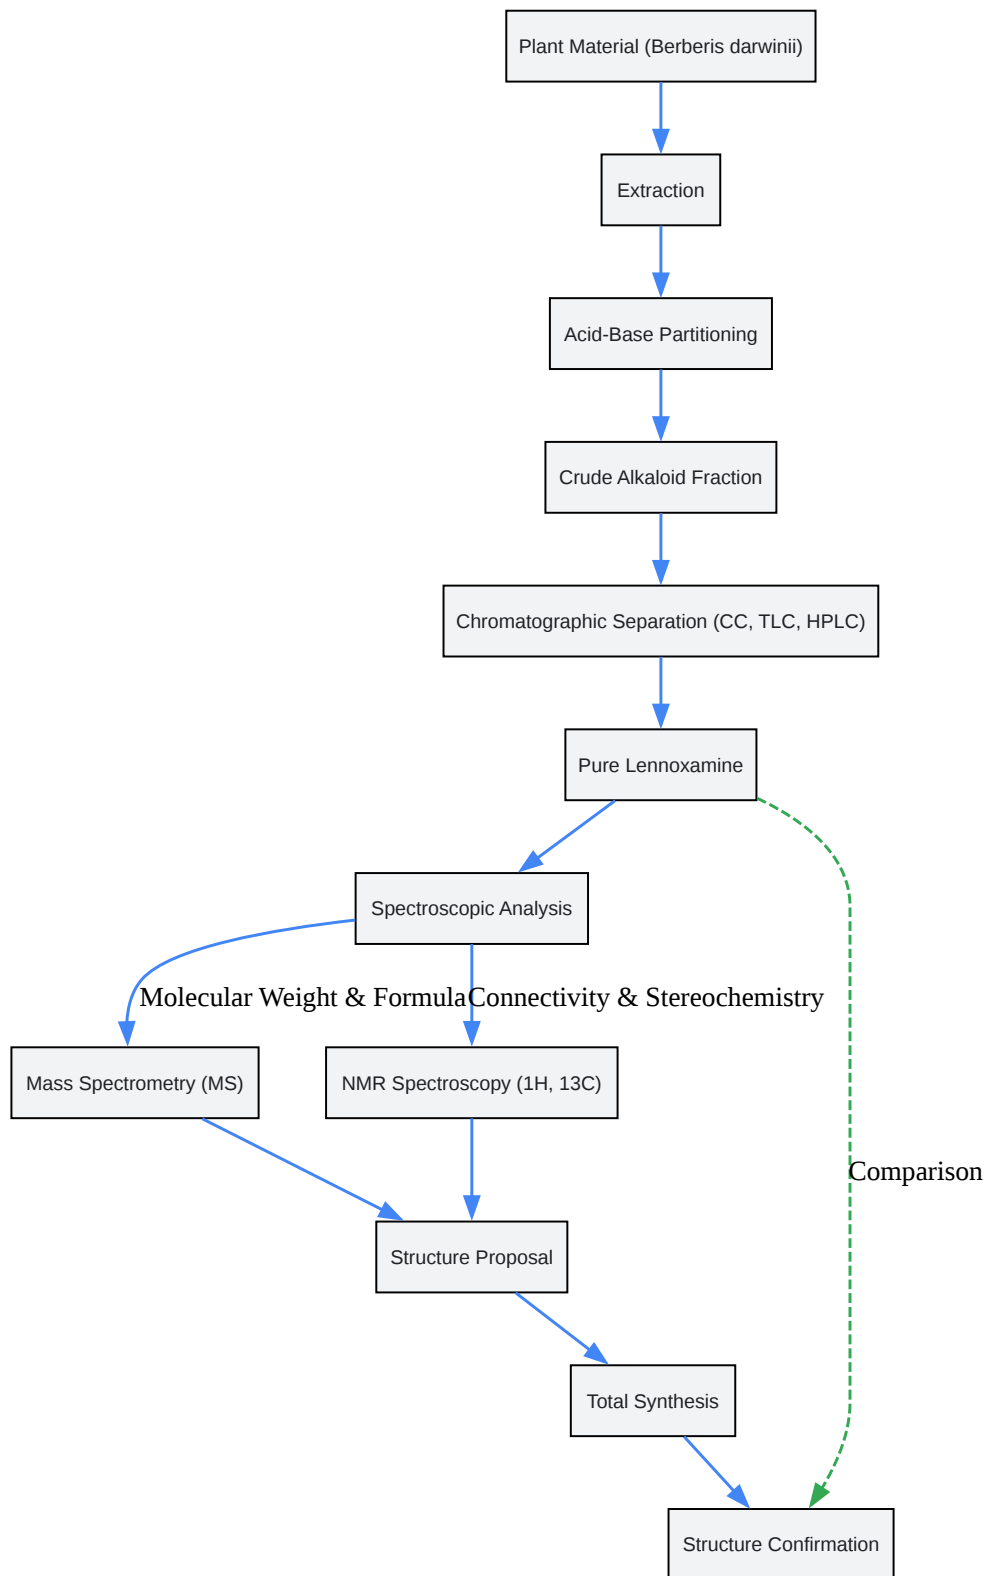 Plant Material (Berberis darwinii)
Extraction
Acid-Base Partitioning
Crude Alkaloid Fraction
Chromatographic Separation (CC, TLC, HPLC)
Pure Lennoxamine
Spectroscopic Analysis
Molecular Weight & Formula
Connectivity & Stereochemistry
Mass Spectrometry (MS)
NMR Spectroscopy (1H, 13C)
Comparison
Structure Proposal
Total Synthesis
Structure Confirmation